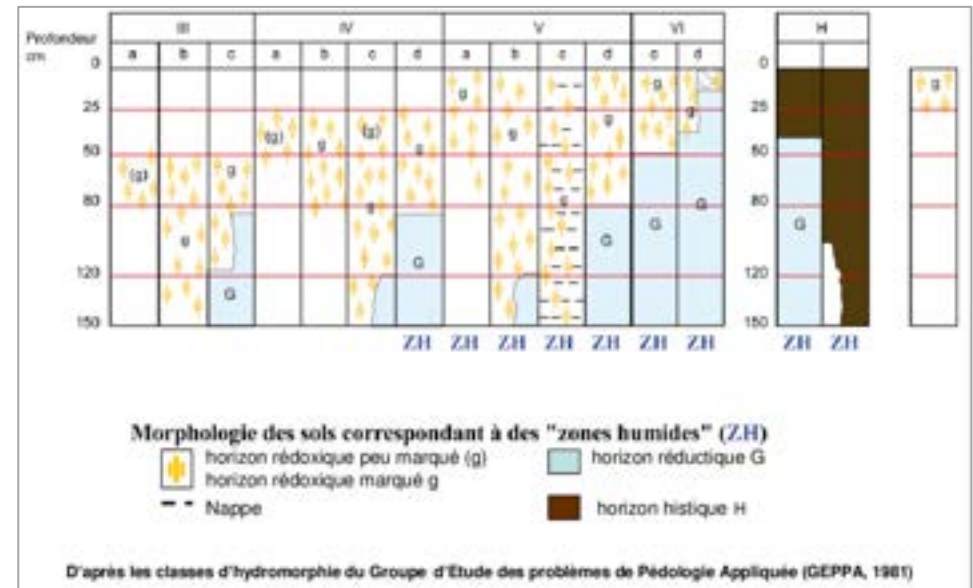 III IV V VI H
Profondeur
cm a b c a b c d a b c d c d
0 0
g g g
25 25
(g) g (g) g g g g
50 50
(g) g
80 80
g g g G G G G
120 G 120
G
150 150
ZH ZH ZH ZH ZH ZH ZH ZH ZH
Morphologie des sols correspondant à des "zones humides" (ZH)
horizon rédoxique peu marqué (g) horizon réductique G
horizon rédoxique marqué g
Nappe horizon histique H
D'après les classes d'hydromorphie du Groupe d'Etude des problèmes de Pédologie Appliquée (GEPPA, 1981)